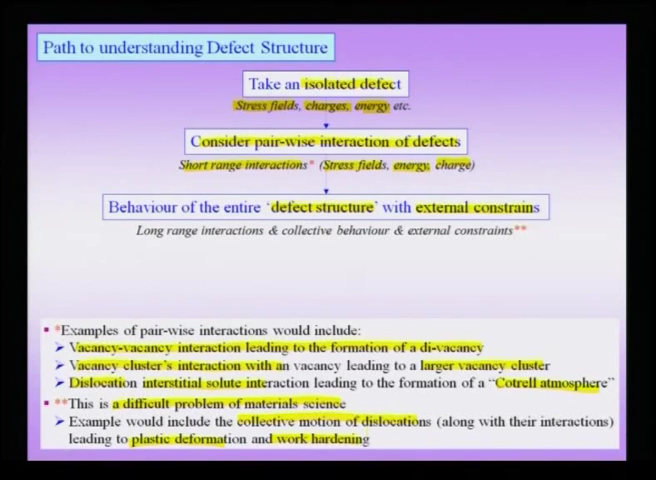 Path to understanding Defect Structure
Take an isolated defect
Stress fields, charges, energy etc.
Consider pair-wise interaction of defects
Short range interactions* (Stress fields, energy, charge)
Behaviour of the entire ‘defect structure’ with external constrains
Long range interactions & collective behaviour & external constraints**
▪ *Examples of pair-wise interactions would include:
➤ Vacancy-vacancy interaction leading to the formation of a di-vacancy
➤ Vacancy cluster's interaction with an vacancy leading to a larger vacancy cluster
➤ Dislocation interstitial solute interaction leading to the formation of a “Cotrell atmosphere”
▪ **This is a difficult problem of materials science
➤ Example would include the collective motion of dislocations (along with their interactions)
leading to plastic deformation and work hardening